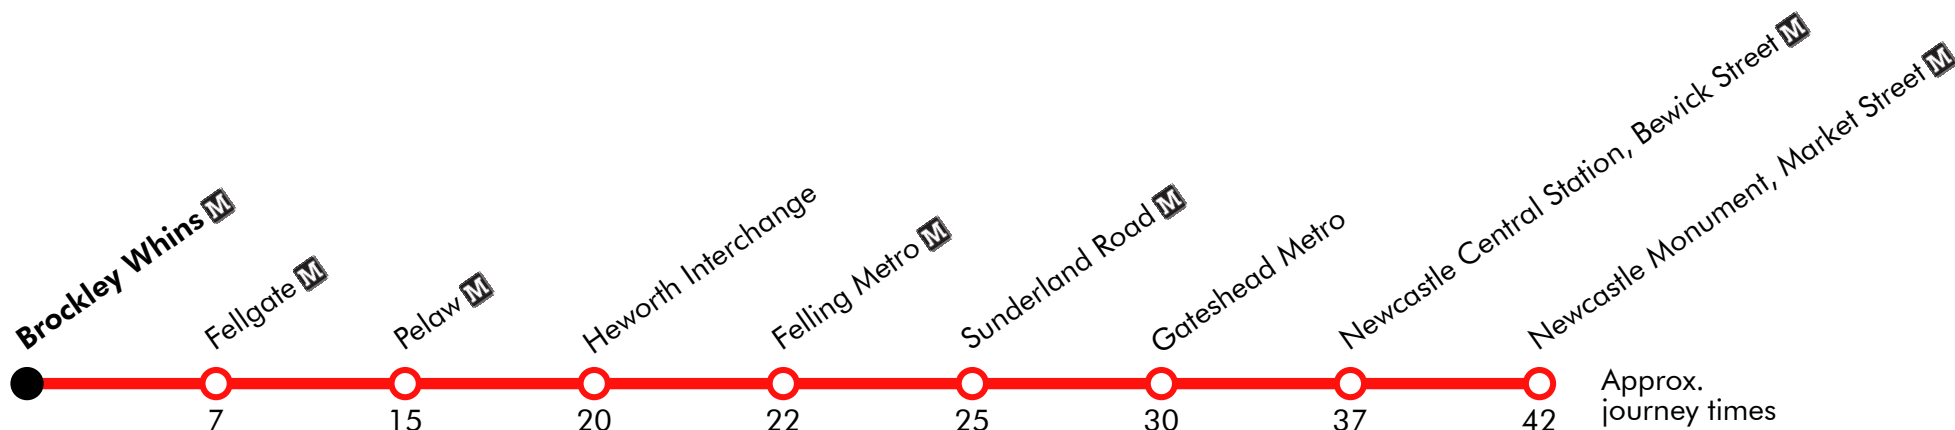 Brockley Whins M
Fellgate M
Pelaw M
Heworth Interchange
Felling Metro M
Sunderland Road M
Gateshead Metro
Newcastle Central Station, Bewick Street M
Newcastle Monument, Market Street M
7 15 20 22 25 30 37 42
Approx.
journey times